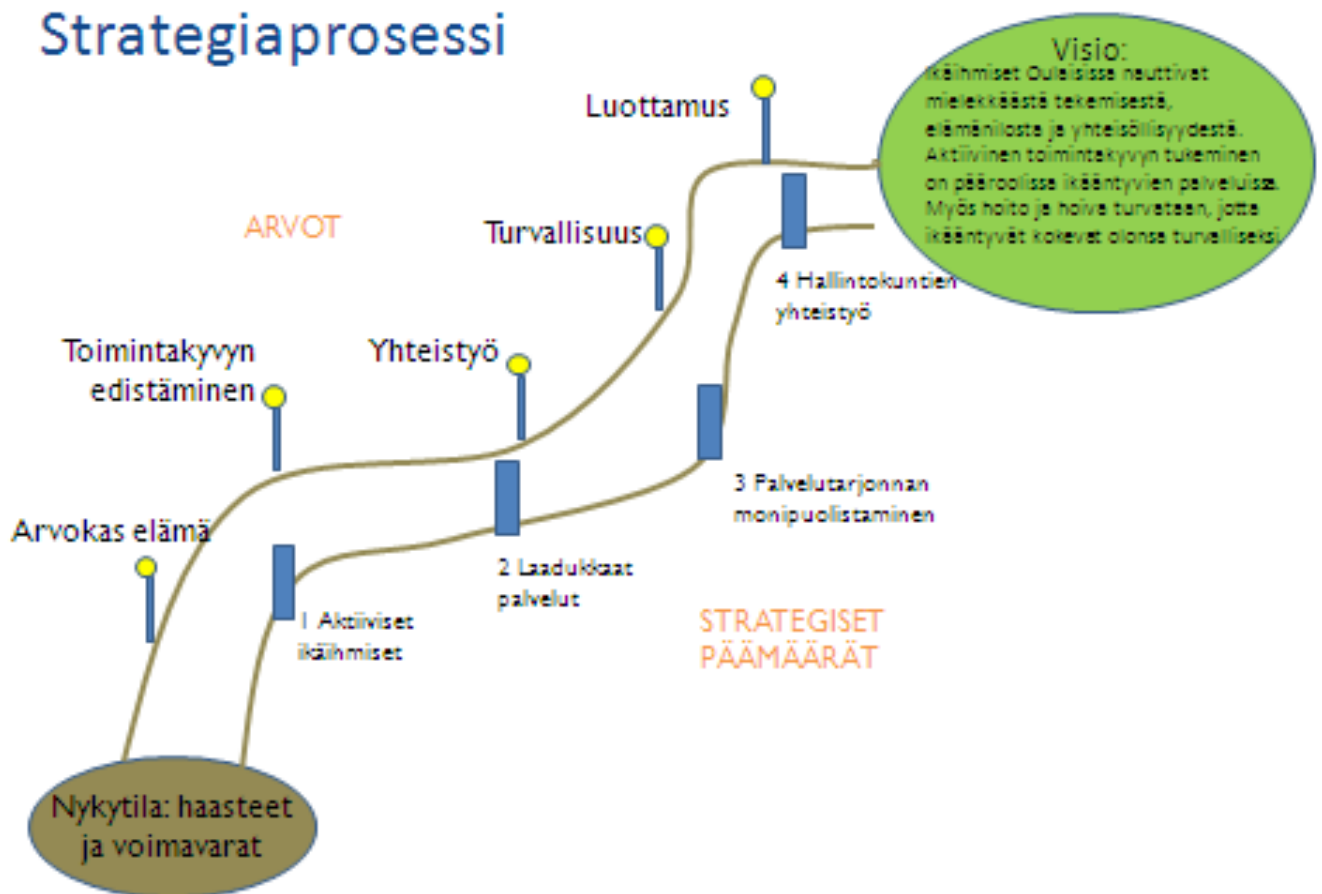 Strategiaprosessi
Visio:
Ikäihmiset Oulaisissa nauttivat
mielekkäästä tekemisestä,
elämänilosta ja yhteisöllisyydestä.
Aktiivinen toimintakyvyn tukeminen
on pääroolissa ikääntyvien palveluissa.
Myös hoito ja hoiva turvataan, jotta
ikääntyvät kokevat olonsa turvalliseksi.
Luottamus
ARVOT
Turvallisuus
4 Hallintokuntien
yhteistyö
Toimintakyvyn
edistäminen
Yhteistyö
3 Palvelutarjonnan
monipuolistaminen
Arvokas elämä
2 Laadukkaat
palvelut
1 Aktiiviset
ikäihmiset
STRATEGISET
PÄÄMÄÄRÄT
Nykytila: haasteet
ja voimavarat